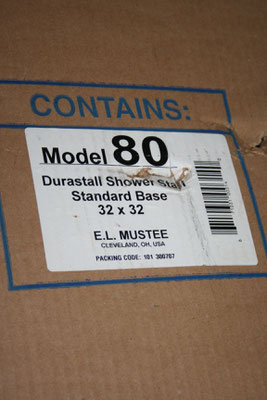 CONTAINS:
Model 80
Durastall Shower Stall
Standard Base
32 x 32
E.L. MUSTEE
CLEVELAND, OH, USA
PACKING CODE: 101 300787